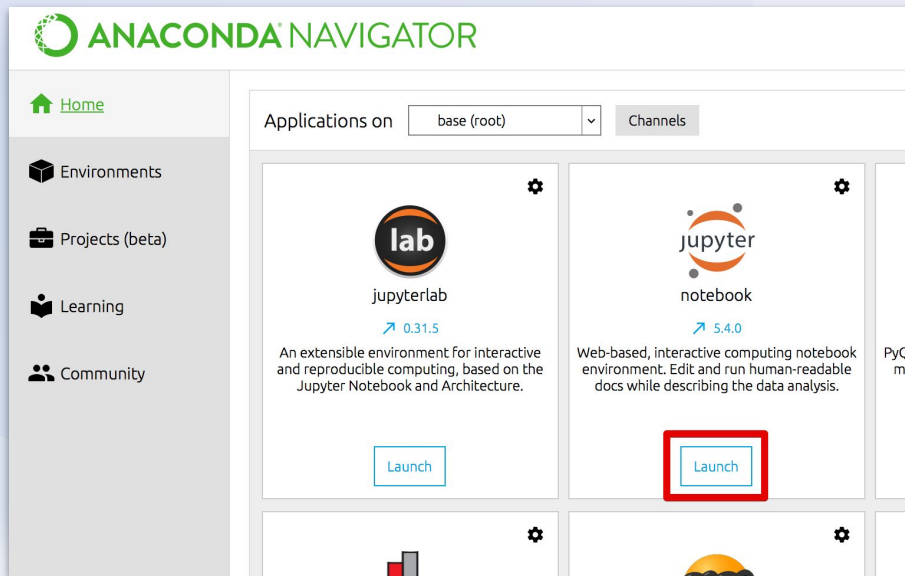 ANACONDA NAVIGATOR
Home
Applications on
base (root)
Channels
Environments
Projects (beta)
Learning
Community
lab
jupyterlab
0.31.5
An extensible environment for interactive
and reproducible computing, based on the
Jupyter Notebook and Architecture.
Launch
jupyter
notebook
5.4.0
Web-based, interactive computing notebook
environment. Edit and run human-readable
docs while describing the data analysis.
Launch